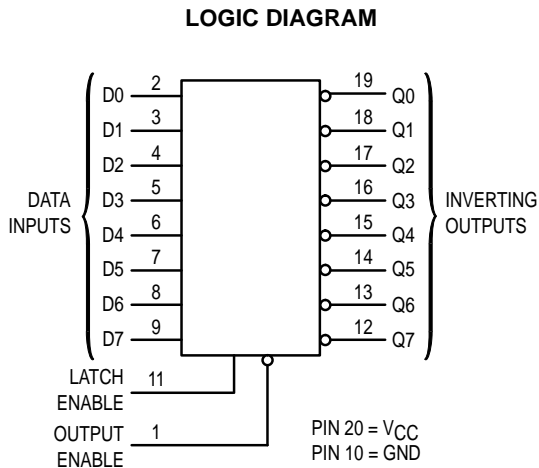 LOGIC DIAGRAM
D0 2 19 Q0
D1 3 18 Q1
D2 4 17 Q2
D3 5 16 Q3
D4 6 15 Q4
D5 7 14 Q5
D6 8 13 Q6
D7 9 12 Q7
DATA
INPUTS
INVERTING
OUTPUTS
LATCH
ENABLE
11
OUTPUT
ENABLE
1
PIN 20 = VCC
PIN 10 = GND